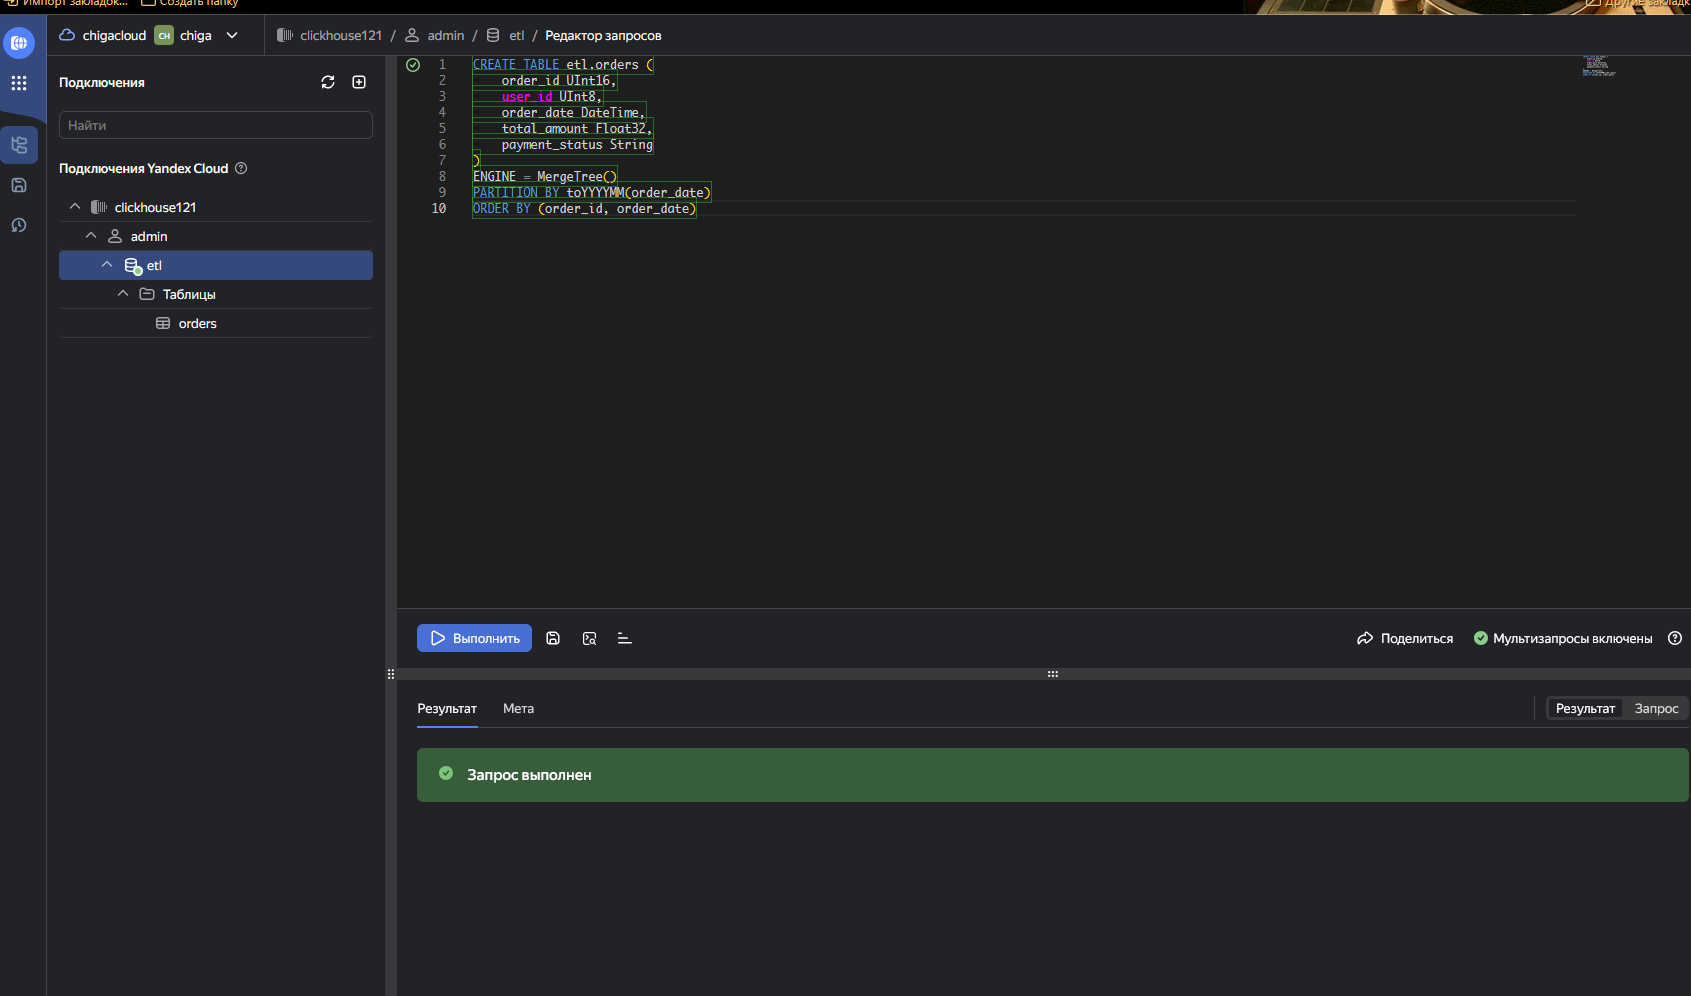 Импорт закладок...
Создать папку
Другие закладки
chigacloud CH chiga
clickhouse121 / admin / etl / Редактор запросов
Подключения
Найти
Подключения Yandex Cloud
clickhouse121
admin
etl
Таблицы
orders
1 CREATE TABLE etl.orders (
2 order_id UInt16,
3 user_id UInt8,
4 order_date DateTime,
5 total_amount Float32,
6 payment_status String
7 )
8 ENGINE = MergeTree()
9 PARTITION BY toYYYYMM(order_date)
10 ORDER BY (order_id, order_date)
Выполнить
Поделиться
Мультизапросы включены
Результат Мета
Результат Запрос
Запрос выполнен